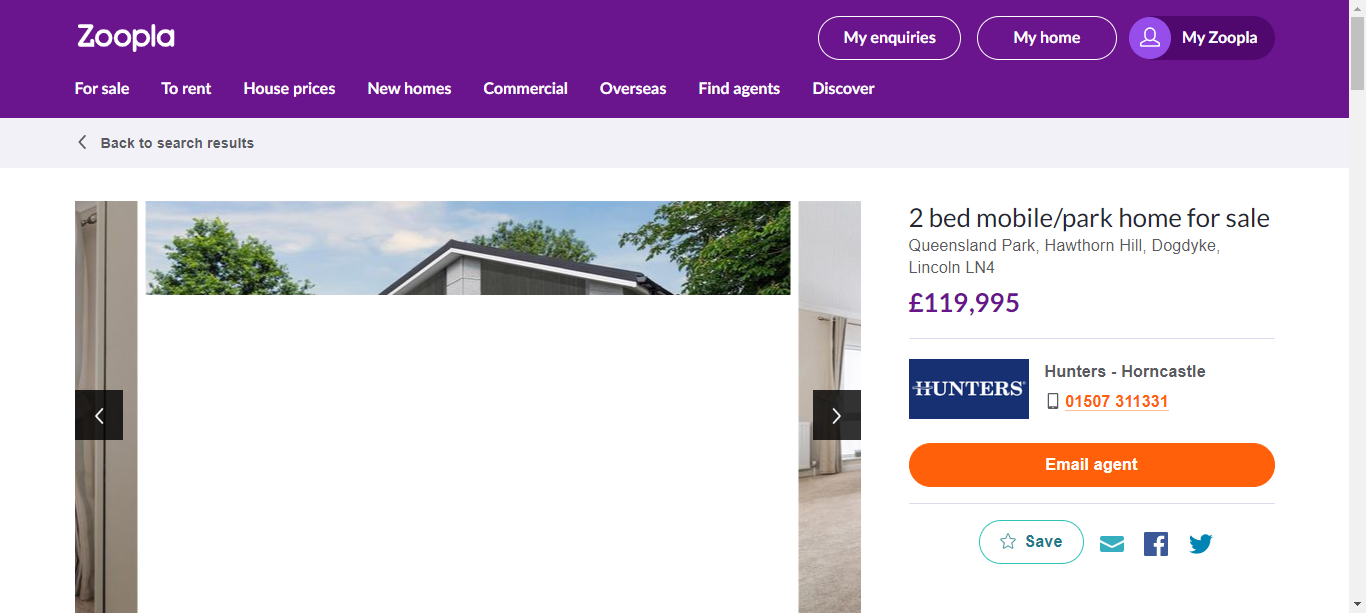 Zoopla
My enquiries
My home
My Zoopla
For sale
To rent
House prices
New homes
Commercial
Overseas
Find agents
Discover
Back to search results
2 bed mobile/park home for sale
Queensland Park, Hawthorn Hill, Dogdyke,
Lincoln LN4
£119,995
HUNTERS
Hunters - Horncastle
01507 311331
Email agent
Save